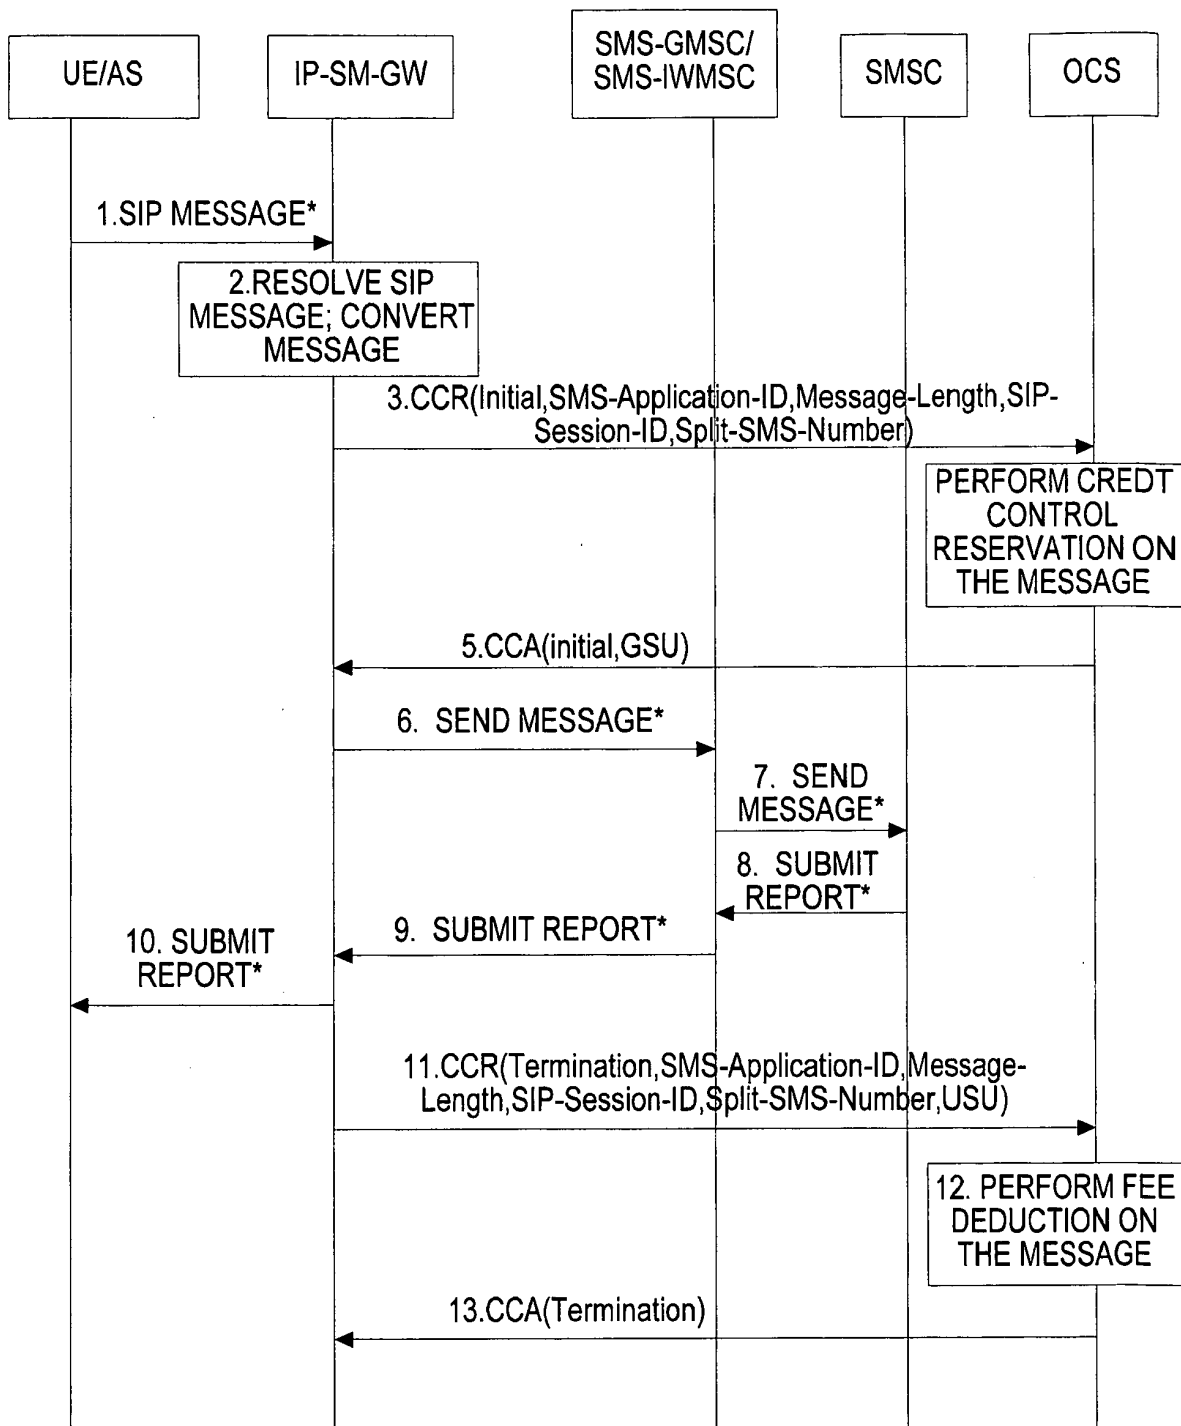 UE/AS
IP-SM-GW
SMS-GMSC/
SMS-IWMSC
SMSC
OCS
1.SIP MESSAGE*
2.RESOLVE SIP
MESSAGE; CONVERT
MESSAGE
3.CCR(Initial,SMS-Application-ID,Message-Length,SIP-
Session-ID,Split-SMS-Number)
PERFORM CREDT
CONTROL
RESERVATION ON
THE MESSAGE
5.CCA(initial,GSU)
6. SEND MESSAGE*
7. SEND
MESSAGE*
8. SUBMIT
REPORT*
9. SUBMIT REPORT*
10. SUBMIT
REPORT*
11.CCR(Termination,SMS-Application-ID,Message-
Length,SIP-Session-ID,Split-SMS-Number,USU)
12. PERFORM FEE
DEDUCTION ON
THE MESSAGE
13.CCA(Termination)